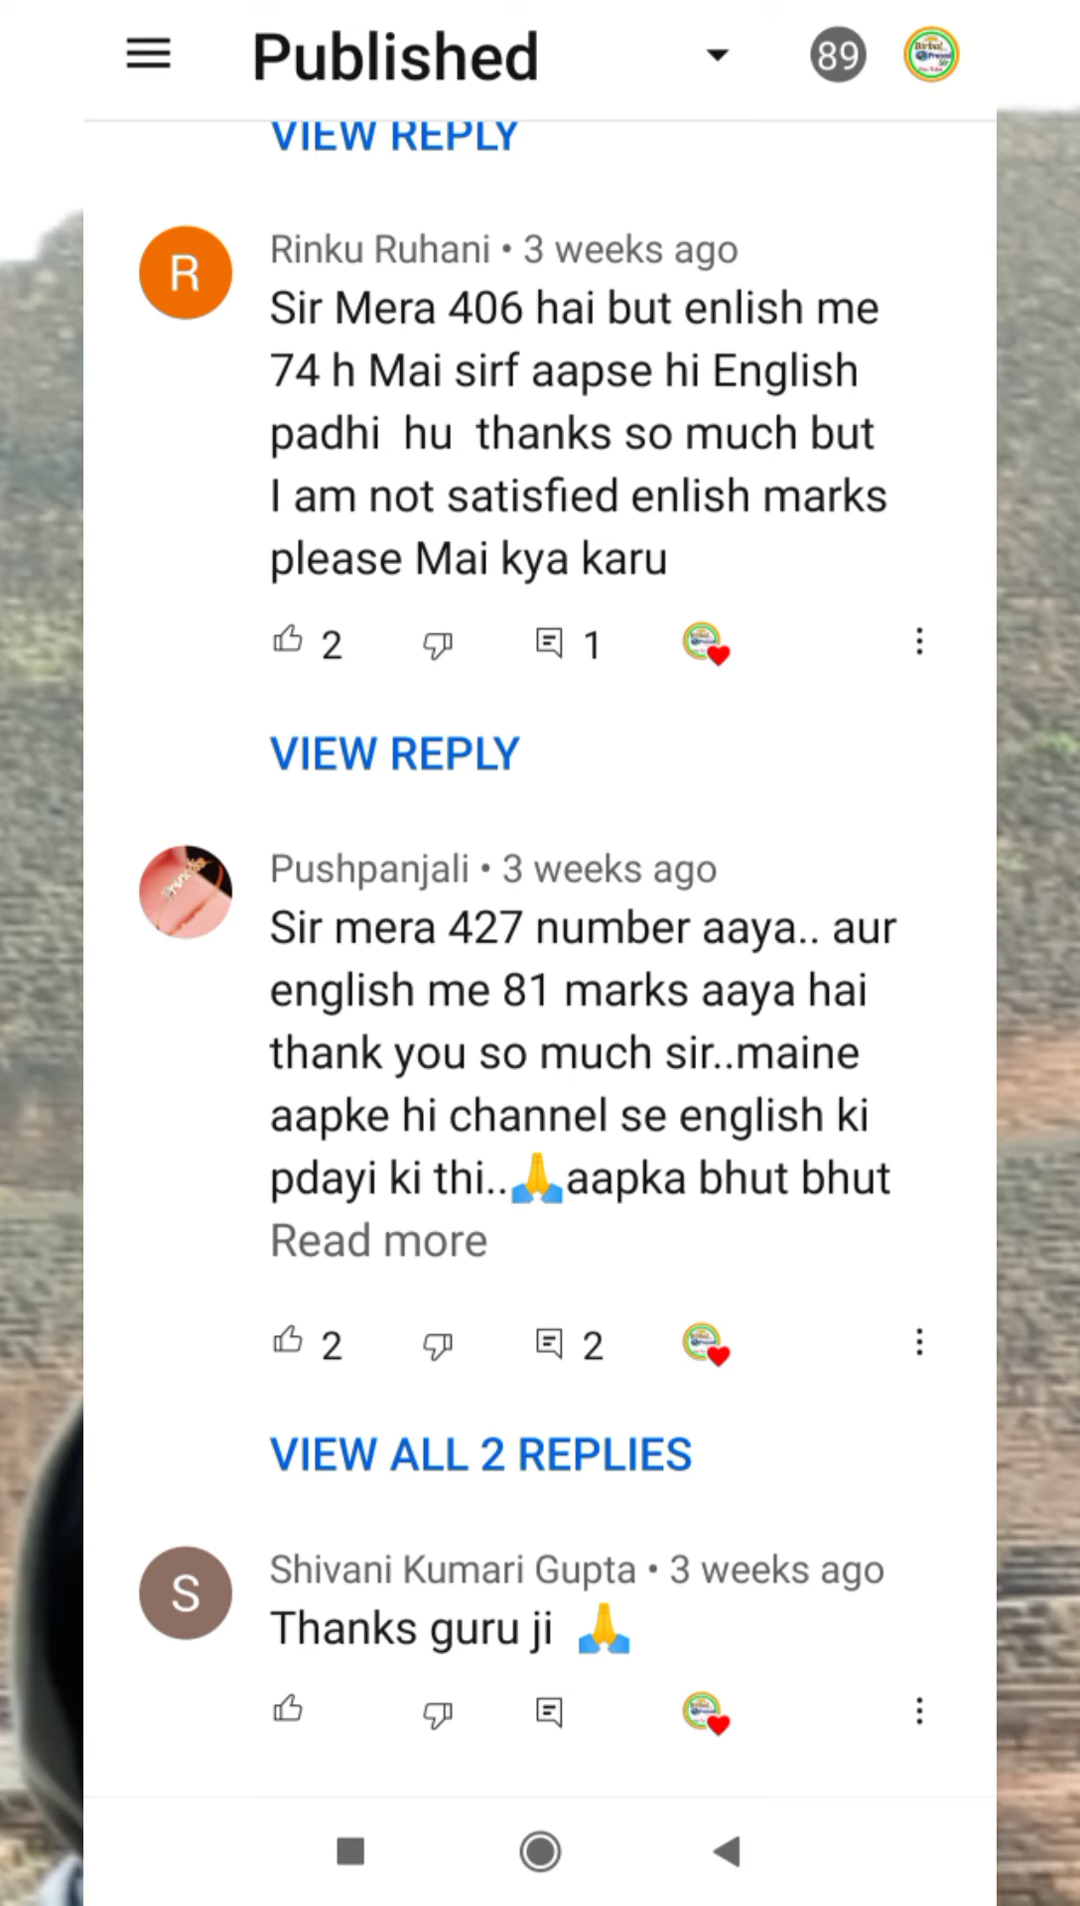 Published
89
VIEW REPLY
R
Rinku Ruhani • 3 weeks ago
Sir Mera 406 hai but enlish me
74 h Mai sirf aapse hi English
padhi hu thanks so much but
I am not satisfied enlish marks
please Mai kya karu
2
1
VIEW REPLY
Pushpanjali • 3 weeks ago
Sir mera 427 number aaya.. aur
english me 81 marks aaya hai
thank you so much sir..maine
aapke hi channel se english ki
pdayi ki thi..🙏aapka bhut bhut
Read more
2
2
VIEW ALL 2 REPLIES
S
Shivani Kumari Gupta • 3 weeks ago
Thanks guru ji 🙏